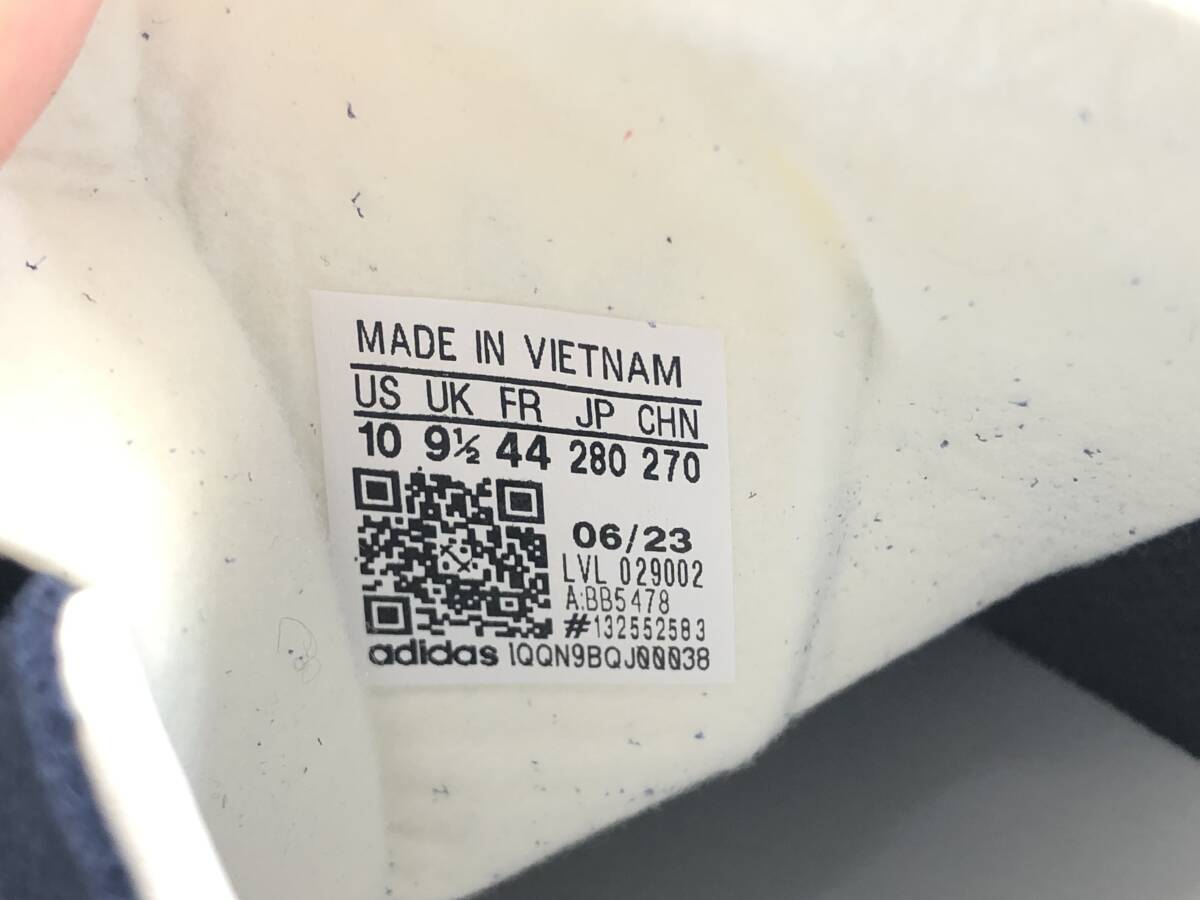 MADE IN VIETNAM
US UK FR JP CHN
10 9½ 44 280 270
06/23
LVL 029002
A:BB5478
#132552583
adidas 1QQN9BQJ00038